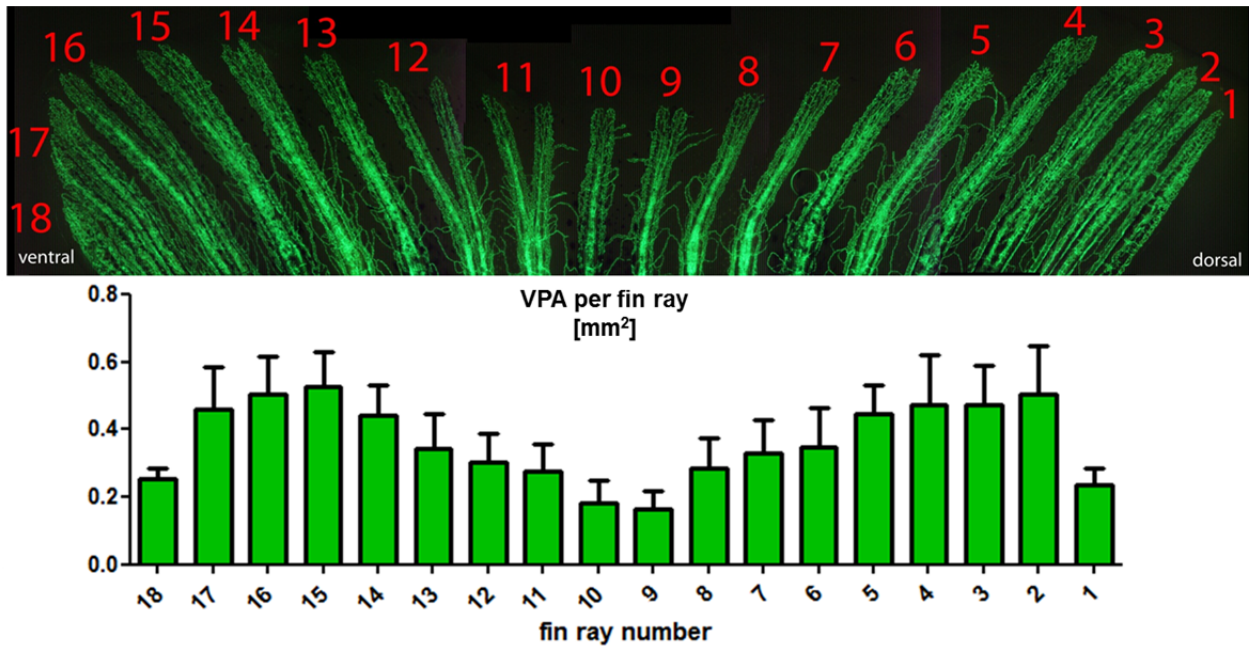 16 15 14 13 12 11 10 9 8 7 6 5 4 3 2 1
17
18
ventral
dorsal
VPA per fin ray
[mm²]
0.8
0.6
0.4
0.2
0.0
18 17 16 15 14 13 12 11 10 9 8 7 6 5 4 3 2 1
fin ray number